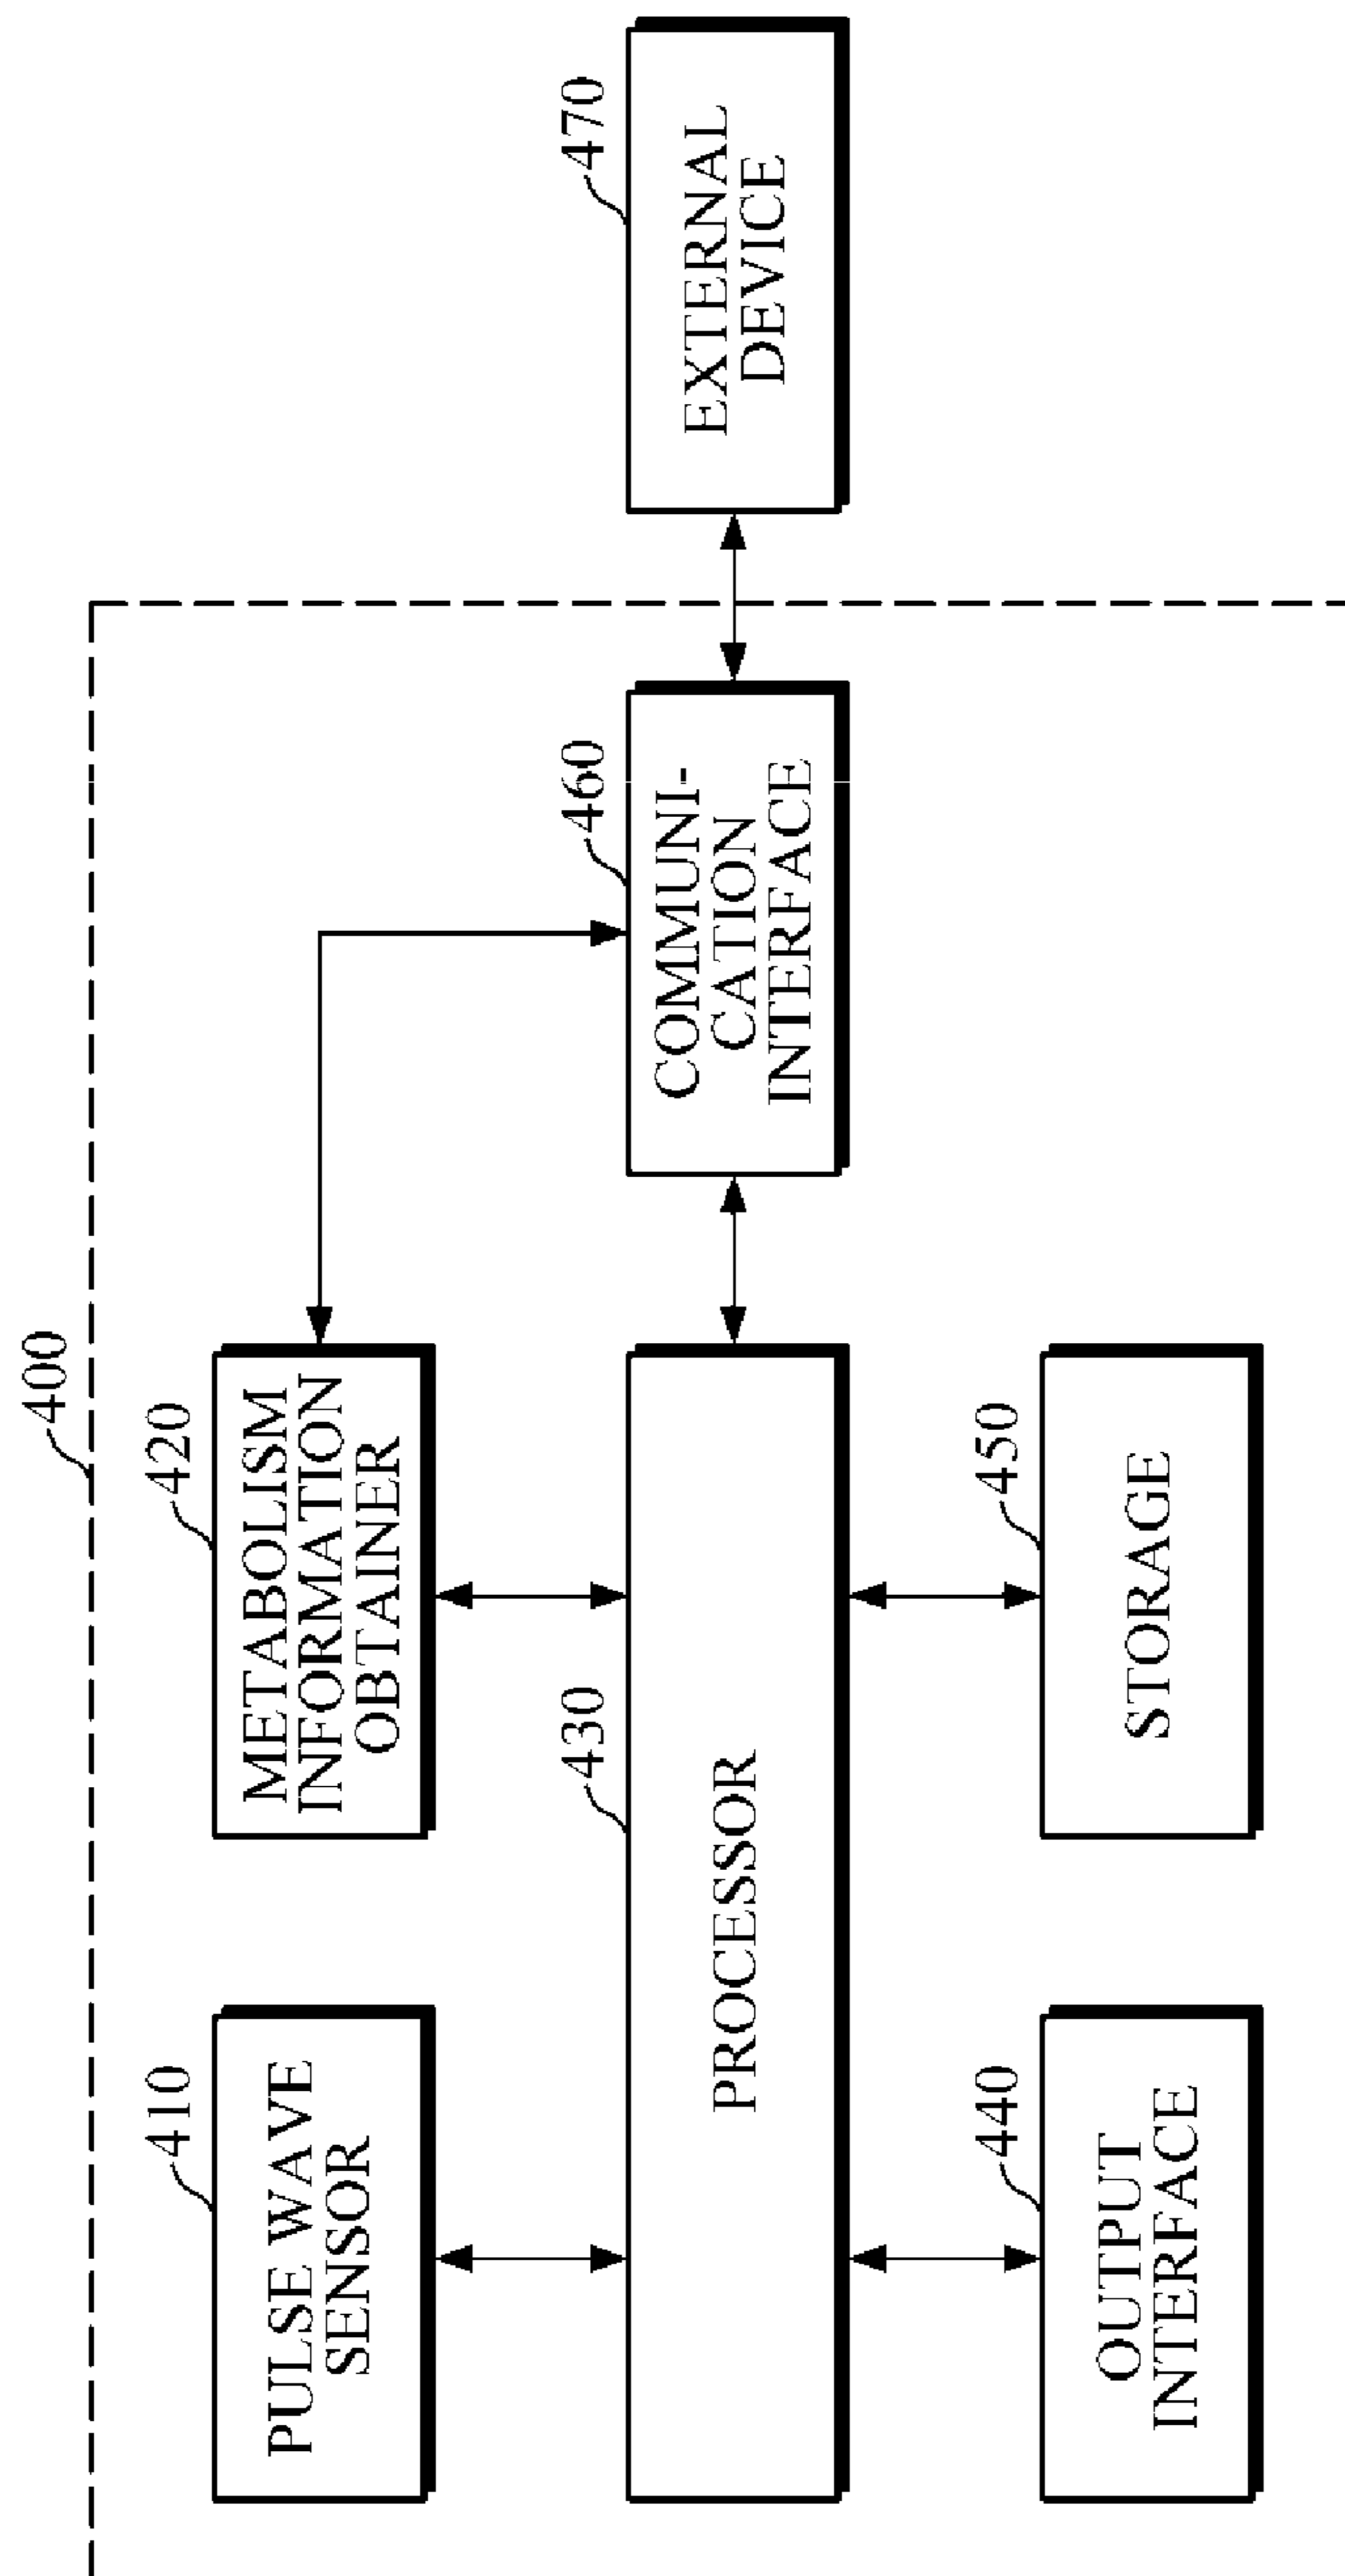 400
410
PULSE WAVE
SENSOR
420
METABOLISM
INFORMATION
OBTAINER
430
PROCESSOR
460
COMMUNI-
CATION
INTERFACE
470
EXTERNAL
DEVICE
440
OUTPUT
INTERFACE
450
STORAGE